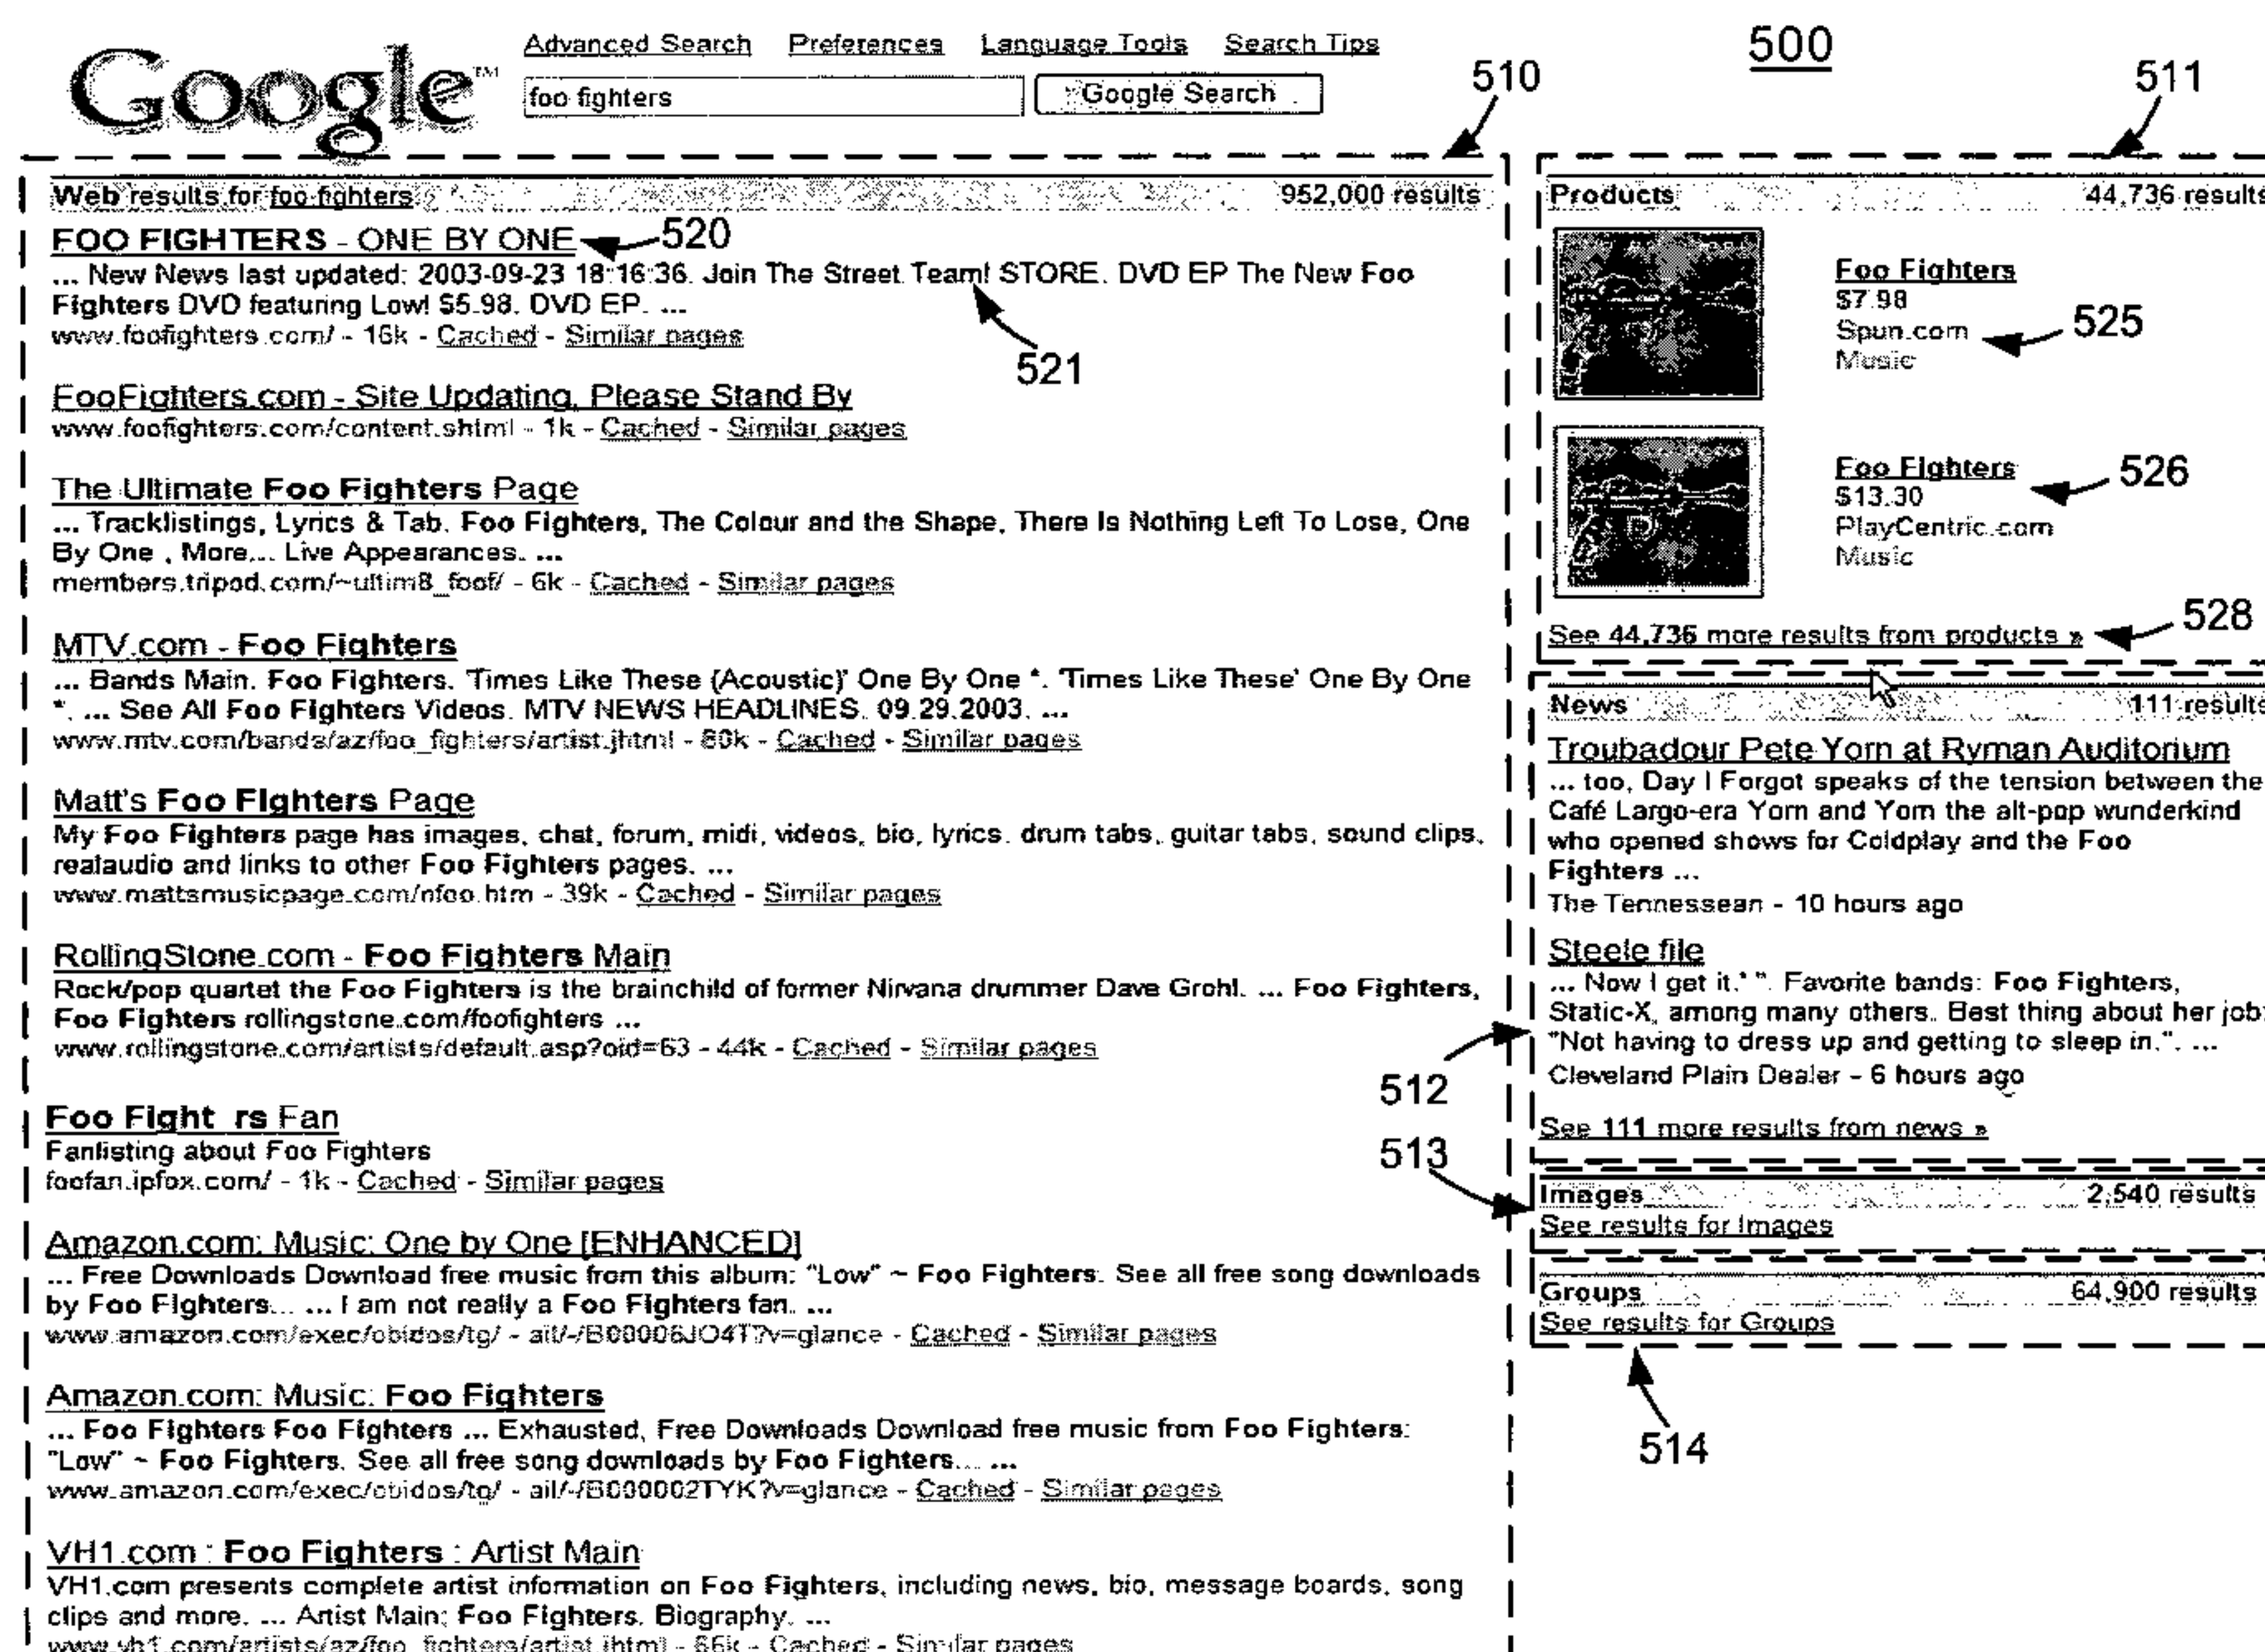 Google™
Advanced Search Preferences Language Tools Search Tips
foo fighters Google Search
500
510
511
Web results for foo fighters. 952,000 results
FOO FIGHTERS - ONE BY ONE
520
... New News last updated: 2003-09-23 18:16:36. Join The Street Team! STORE. DVD EP The New Foo
Fighters DVD featuring Low! $5.98. DVD EP. ...
www.foofighters.com/ - 16k - Cached - Similar pages
521
FooFighters.com - Site Updating, Please Stand By
www.foofighters.com/content.shtml - 1k - Cached - Similar pages
The Ultimate Foo Fighters Page
... Tracklistings, Lyrics & Tab. Foo Fighters, The Colour and the Shape, There Is Nothing Left To Lose, One
By One , More... Live Appearances. ...
members.tripod.com/~ultim8_foof/ - 6k - Cached - Similar pages
MTV.com - Foo Fighters
... Bands Main. Foo Fighters. 'Times Like These (Acoustic)' One By One *. 'Times Like These' One By One
*. ... See All Foo Fighters Videos. MTV NEWS HEADLINES. 09.29.2003. ...
www.mtv.com/bands/az/foo_fighters/artist.jhtml - 80k - Cached - Similar pages
Matt's Foo Fighters Page
My Foo Fighters page has images, chat, forum, midi, videos, bio, lyrics. drum tabs, guitar tabs, sound clips,
realaudio and links to other Foo Fighters pages. ...
www.mattsmusicpage.com/nfoo.htm - 39k - Cached - Similar pages
RollingStone.com - Foo Fighters Main
Rock/pop quartet the Foo Fighters is the brainchild of former Nirvana drummer Dave Grohl. ... Foo Fighters,
Foo Fighters rollingstone.com/foofighters ...
www.rollingstone.com/artists/default.asp?oid=63 - 44k - Cached - Similar pages
Foo Fight rs Fan
Fanlisting about Foo Fighters
foofan.ipfox.com/ - 1k - Cached - Similar pages
Amazon.com: Music: One by One [ENHANCED]
... Free Downloads Download free music from this album: "Low" ~ Foo Fighters. See all free song downloads
by Foo Fighters... ... I am not really a Foo Fighters fan. ...
www.amazon.com/exec/obidos/tg/ - ail/-/B00006JO4T?v=glance - Cached - Similar pages
Amazon.com: Music: Foo Fighters
... Foo Fighters Foo Fighters ... Exhausted, Free Downloads Download free music from Foo Fighters:
"Low" ~ Foo Fighters. See all free song downloads by Foo Fighters... ...
www.amazon.com/exec/obidos/tg/ - ail/-/B000002TYK?v=glance - Cached - Similar pages
VH1.com : Foo Fighters : Artist Main
VH1.com presents complete artist information on Foo Fighters, including news, bio, message boards, song
clips and more. ... Artist Main; Foo Fighters. Biography. ...
www.vh1.com/artists/az/foo_fighters/artist.jhtml - 66k - Cached - Similar pages
Products 44,736 results
Foo Fighters
$7.98
Spun.com
Music
525
Foo Fighters
$13.30
PlayCentric.com
Music
526
See 44,736 more results from products »
528
News 111 results
Troubadour Pete Yorn at Ryman Auditorium
... too, Day I Forgot speaks of the tension between the
Café Largo-era Yorn and Yorn the alt-pop wunderkind
who opened shows for Coldplay and the Foo
Fighters ...
The Tennessean - 10 hours ago
Steele file
... Now I get it.' ". Favorite bands: Foo Fighters,
Static-X, among many others. Best thing about her job:
"Not having to dress up and getting to sleep in.". ...
Cleveland Plain Dealer - 6 hours ago
512
See 111 more results from news »
513
Images 2,540 results
See results for Images
Groups 64,900 results
See results for Groups
514